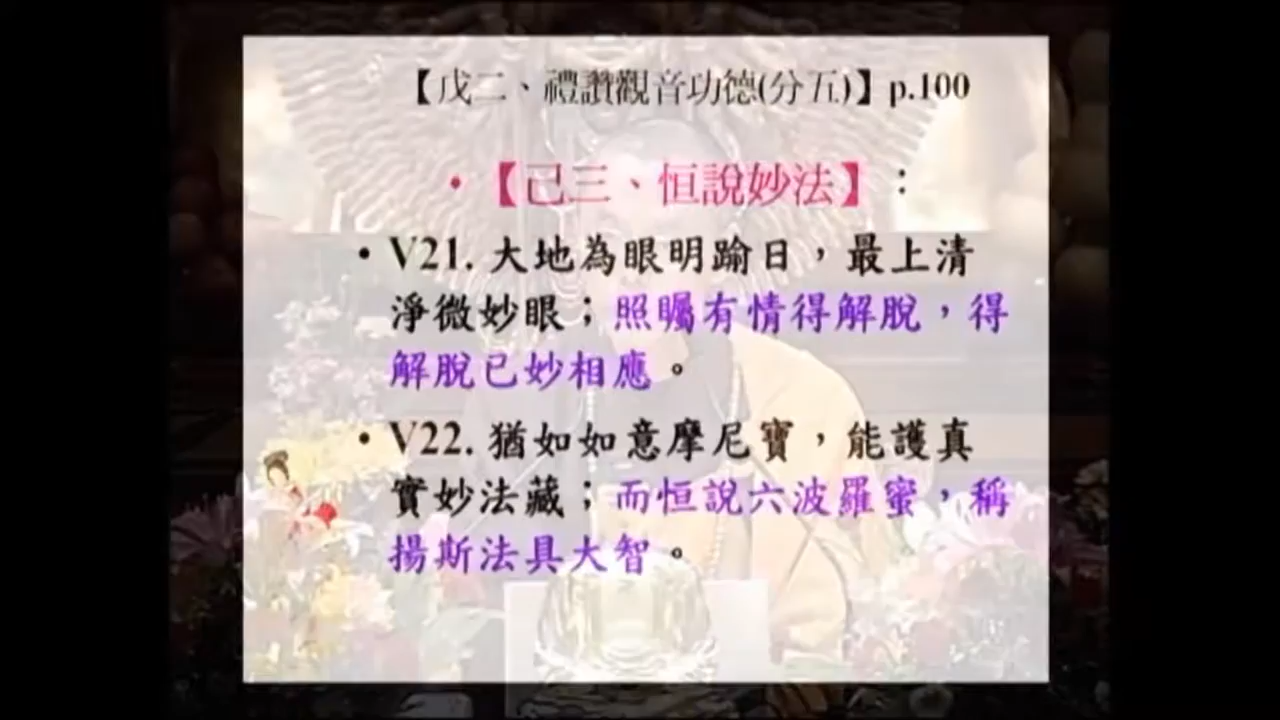 【戊二、禮讚觀音功德(分五)】p.100
•【己三、恒說妙法】：
• V21. 大地為眼明踰日，最上清
淨微妙眼；照矚有情得解脫，得
解脫已妙相應。
• V22. 猶如如意摩尼寶，能護真
實妙法藏；而恒說六波羅蜜，稱
揚斯法具大智。